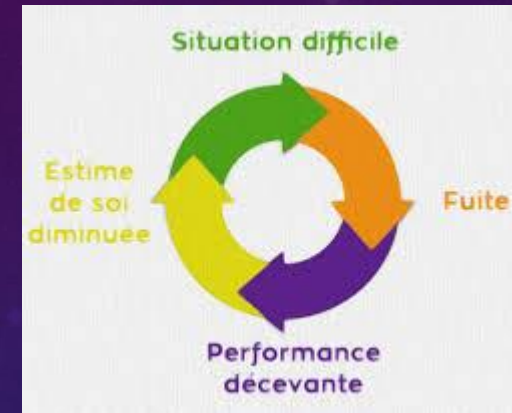 Situation difficile
Fuite
Performance
décevante
Estime
de soi
diminuée